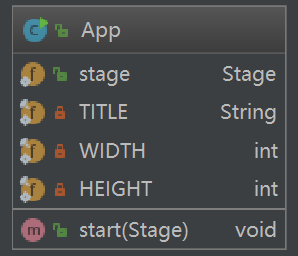 App
stage Stage
TITLE String
WIDTH int
HEIGHT int
start(Stage) void